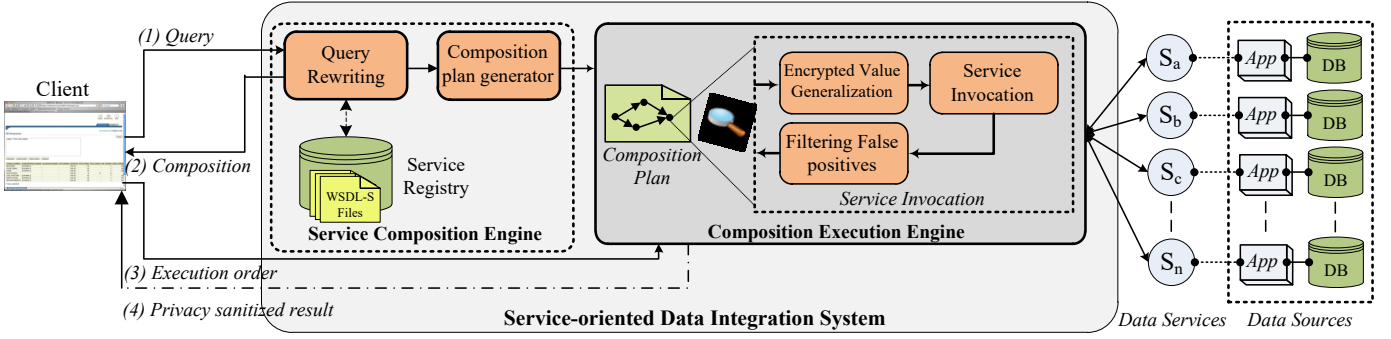 (1) Query
Client
(2) Composition
(3) Execution order
(4) Privacy sanitized result
Query
Rewriting
Composition
plan generator
Service
Registry
WSDL-S
Files
Service Composition Engine
Composition
Plan
Encrypted Value
Generalization
Service
Invocation
Filtering False
positives
Service Invocation
Composition Execution Engine
Service-oriented Data Integration System
Sa
Sb
Sc
Sn
Data Services
App
DB
App
DB
App
DB
App
DB
Data Sources